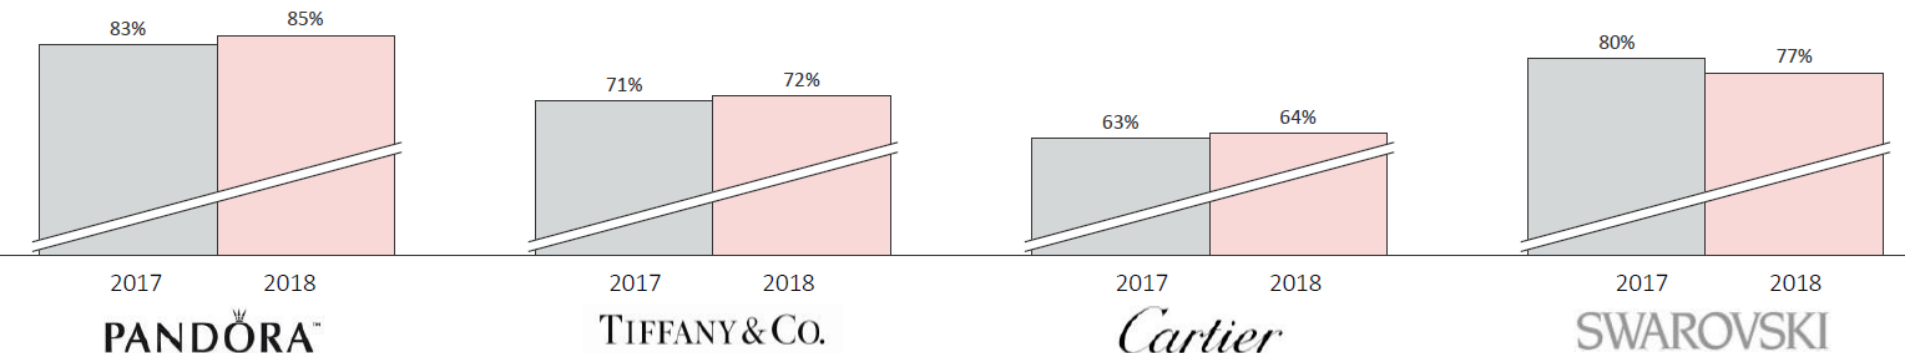 83% 85%
71% 72%
63% 64%
80% 77%
2017 2018 2017 2018 2017 2018 2017 2018
PANDÖRA™ TIFFANY & CO. Cartier SWAROVSKI